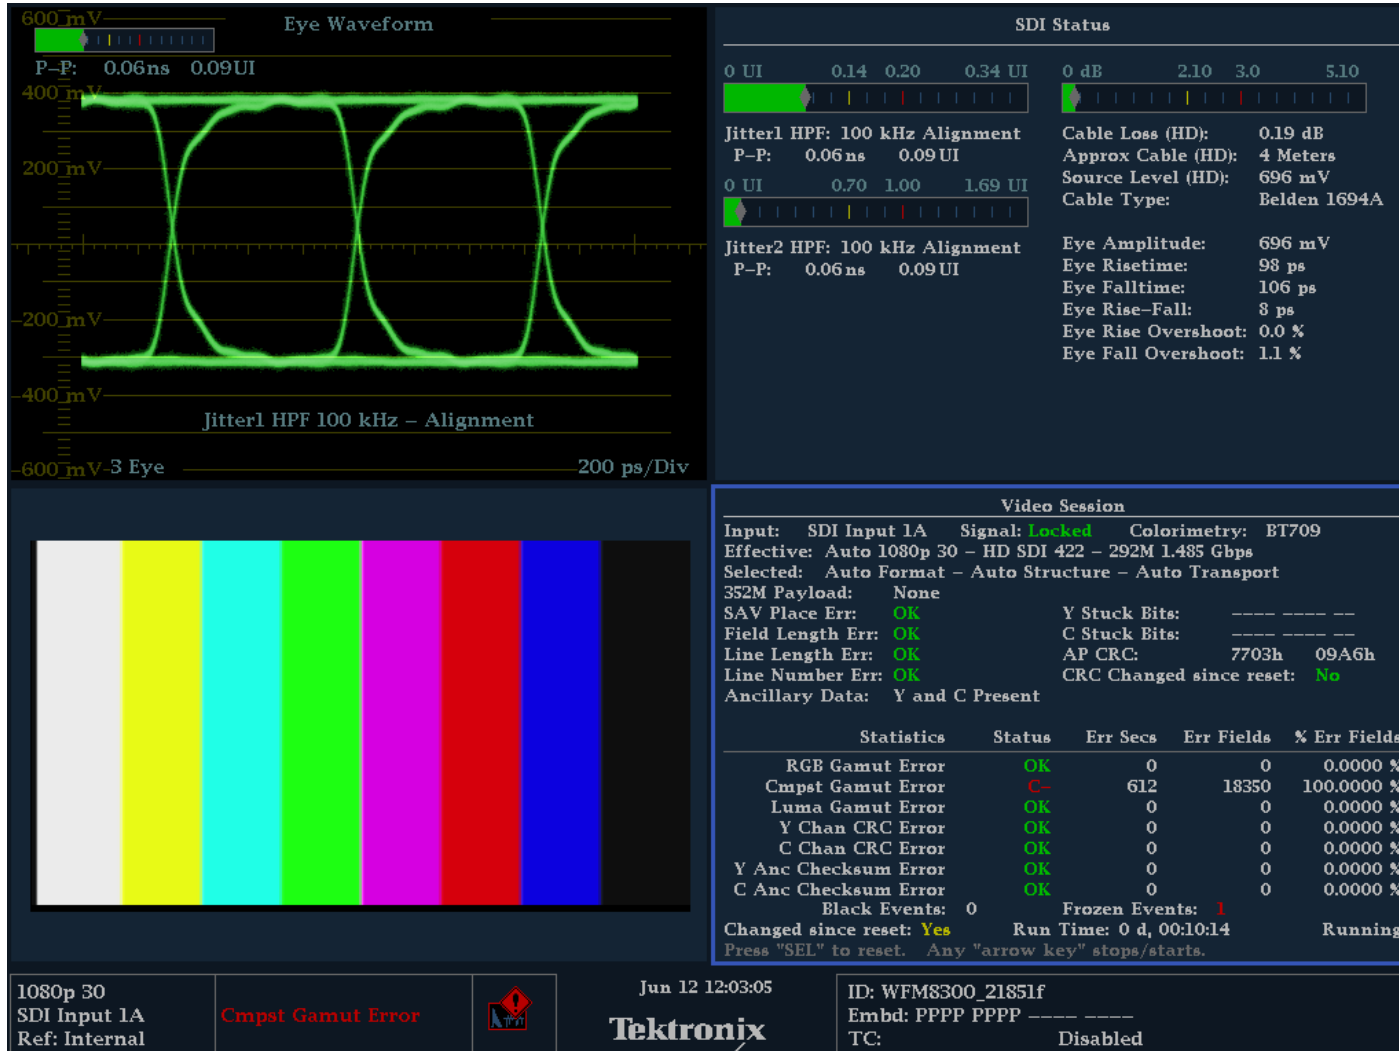 600 mV
Eye Waveform
P-P: 0.06ns 0.09UI
400 mV
200 mV
-200 mV
-400 mV
Jitter1 HPF 100 kHz - Alignment
-600 mV
3 Eye
200 ps/Div
SDI Status
0 UI 0.14 0.20 0.34 UI
Jitter1 HPF: 100 kHz Alignment
P-P: 0.06ns 0.09UI
0 UI 0.70 1.00 1.69 UI
Jitter2 HPF: 100 kHz Alignment
P-P: 0.06ns 0.09UI
0 dB 2.10 3.0 5.10
Cable Loss (HD): 0.19 dB
Approx Cable (HD): 4 Meters
Source Level (HD): 696 mV
Cable Type: Belden 1694A
Eye Amplitude: 696 mV
Eye Risetime: 98 ps
Eye Falltime: 106 ps
Eye Rise-Fall: 8 ps
Eye Rise Overshoot: 0.0 %
Eye Fall Overshoot: 1.1 %
Video Session
Input: SDI Input 1A Signal: Locked Colorimetry: BT709
Effective: Auto 1080p 30 - HD SDI 422 - 292M 1.485 Gbps
Selected: Auto Format - Auto Structure - Auto Transport
352M Payload: None
SAV Place Err: OK Y Stuck Bits: ---- ---- --
Field Length Err: OK C Stuck Bits: ---- ---- --
Line Length Err: OK AP CRC: 7703h 09A6h
Line Number Err: OK CRC Changed since reset: No
Ancillary Data: Y and C Present
Statistics Status Err Secs Err Fields % Err Fields
RGB Gamut Error OK 0 0 0.0000 %
Cmpst Gamut Error C- 612 18350 100.0000 %
Luma Gamut Error OK 0 0 0.0000 %
Y Chan CRC Error OK 0 0 0.0000 %
C Chan CRC Error OK 0 0 0.0000 %
Y Anc Checksum Error OK 0 0 0.0000 %
C Anc Checksum Error OK 0 0 0.0000 %
Black Events: 0 Frozen Events: 1
Changed since reset: Yes Run Time: 0 d, 00:10:14 Running
Press "SEL" to reset. Any "arrow key" stops/starts.
1080p 30
SDI Input 1A
Ref: Internal
Cmpst Gamut Error
Jun 12 12:03:05
Tektronix
ID: WFM8300_21851f
Embd: PPPP PPPP ---- ----
TC: Disabled